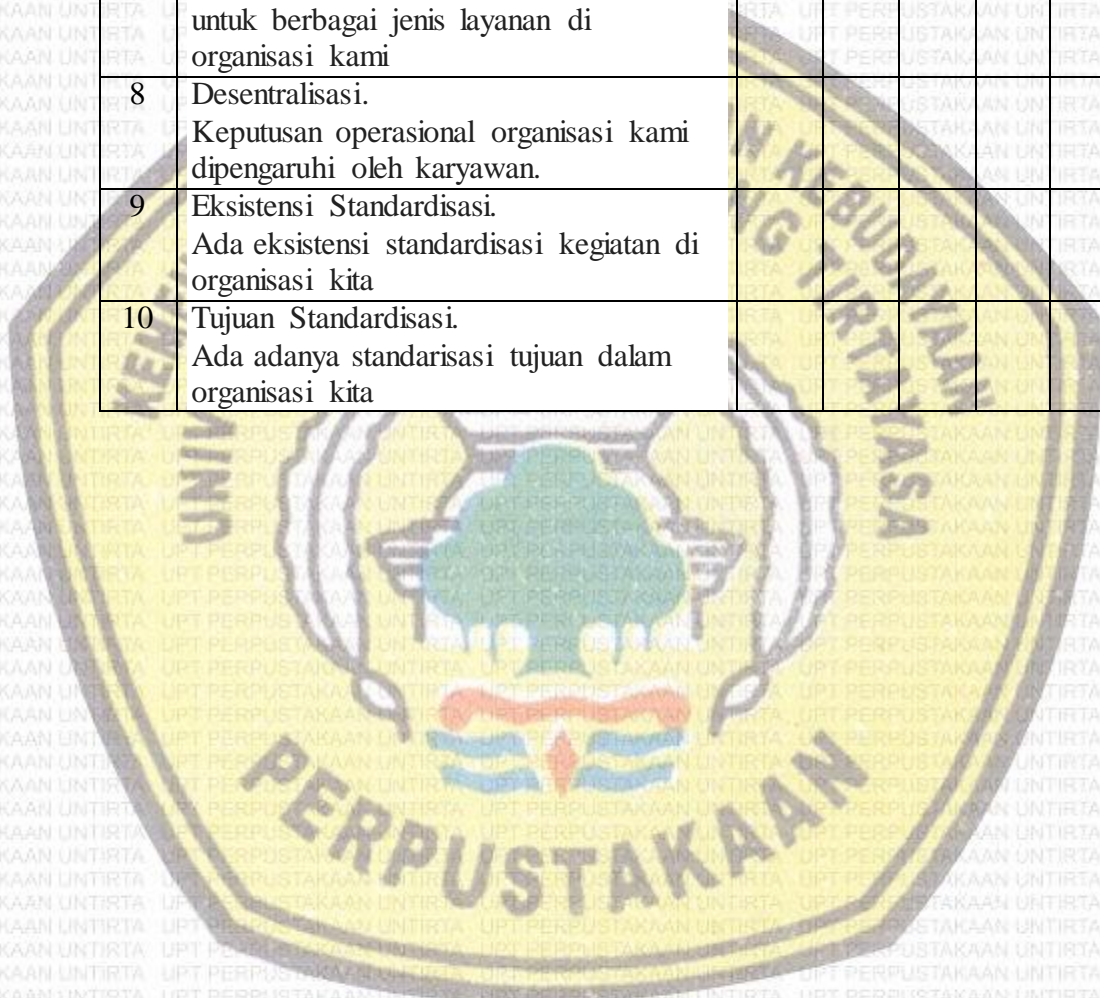 untuk berbagai jenis layanan di
organisasi kami
8 Desentralisasi.
Keputusan operasional organisasi kami
dipengaruhi oleh karyawan.
9 Eksistensi Standardisasi.
Ada eksistensi standardisasi kegiatan di
organisasi kita
10 Tujuan Standardisasi.
Ada adanya standarisasi tujuan dalam
organisasi kita
PERPUSTAKAAN